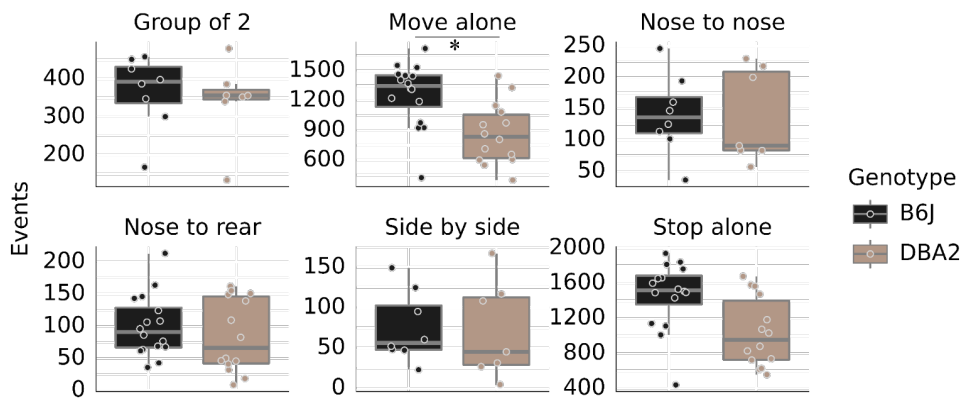 Group of 2
Move alone
Nose to nose
400
300
200
*
1500
1200
900
600
250
200
150
100
50
Events
Genotype
B6J
DBA2
Nose to rear
Side by side
Stop alone
200
150
100
50
0
150
100
50
0
2000
1600
1200
800
400